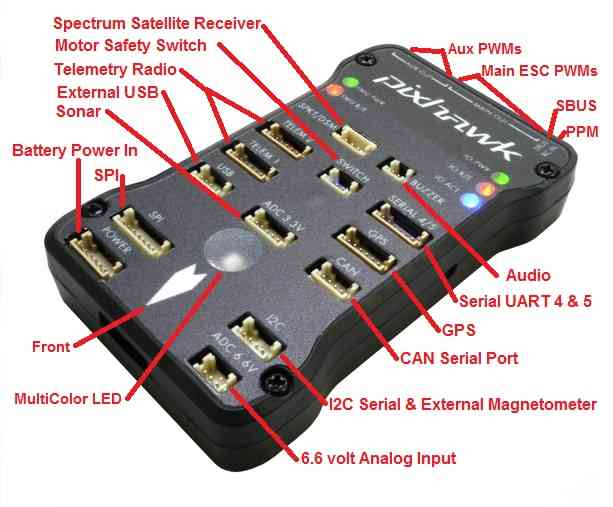 Spectrum Satellite Receiver
Motor Safety Switch
Telemetry Radio
External USB
Sonar
Battery Power In
SPI
Aux PWMs
Main ESC PWMs
SBUS
PPM
pixhawk
SPKT/DSM
TELEM
TELEM 1
USB
SWITCH
BUZZER
ADC 3.3V
SERIAL 4/5
SPI
POWER
GPS
CAN
I2C
ADC 6.6V
Audio
Serial UART 4 & 5
GPS
CAN Serial Port
Front
MultiColor LED
I2C Serial & External Magnetometer
6.6 volt Analog Input